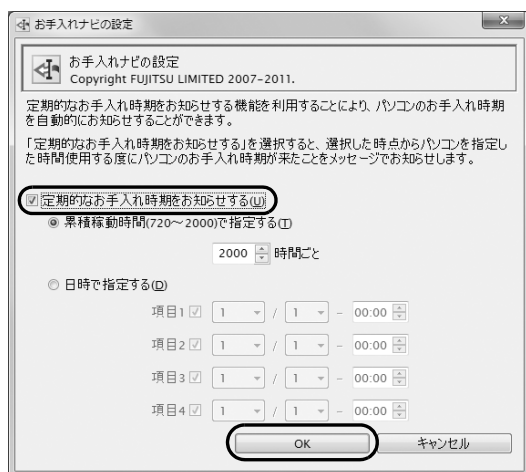 お手入れナビの設定
お手入れナビの設定
Copyright FUJITSU LIMITED 2007-2011.
定期的なお手入れ時期をお知らせする機能を利用することにより、パソコンのお手入れ時期
を自動的にお知らせすることができます。
「定期的なお手入れ時期をお知らせする」を選択すると、選択した時点からパソコンを指定し
た時間使用する度にパソコンのお手入れ時期が来たことをメッセージでお知らせします。
定期的なお手入れ時期をお知らせする(U)
累積稼動時間(720～2000)で指定する(T)
2000 時間ごと
日時で指定する(D)
項目1 1 / 1 - 00:00
項目2 1 / 1 - 00:00
項目3 1 / 1 - 00:00
項目4 1 / 1 - 00:00
OK キャンセル